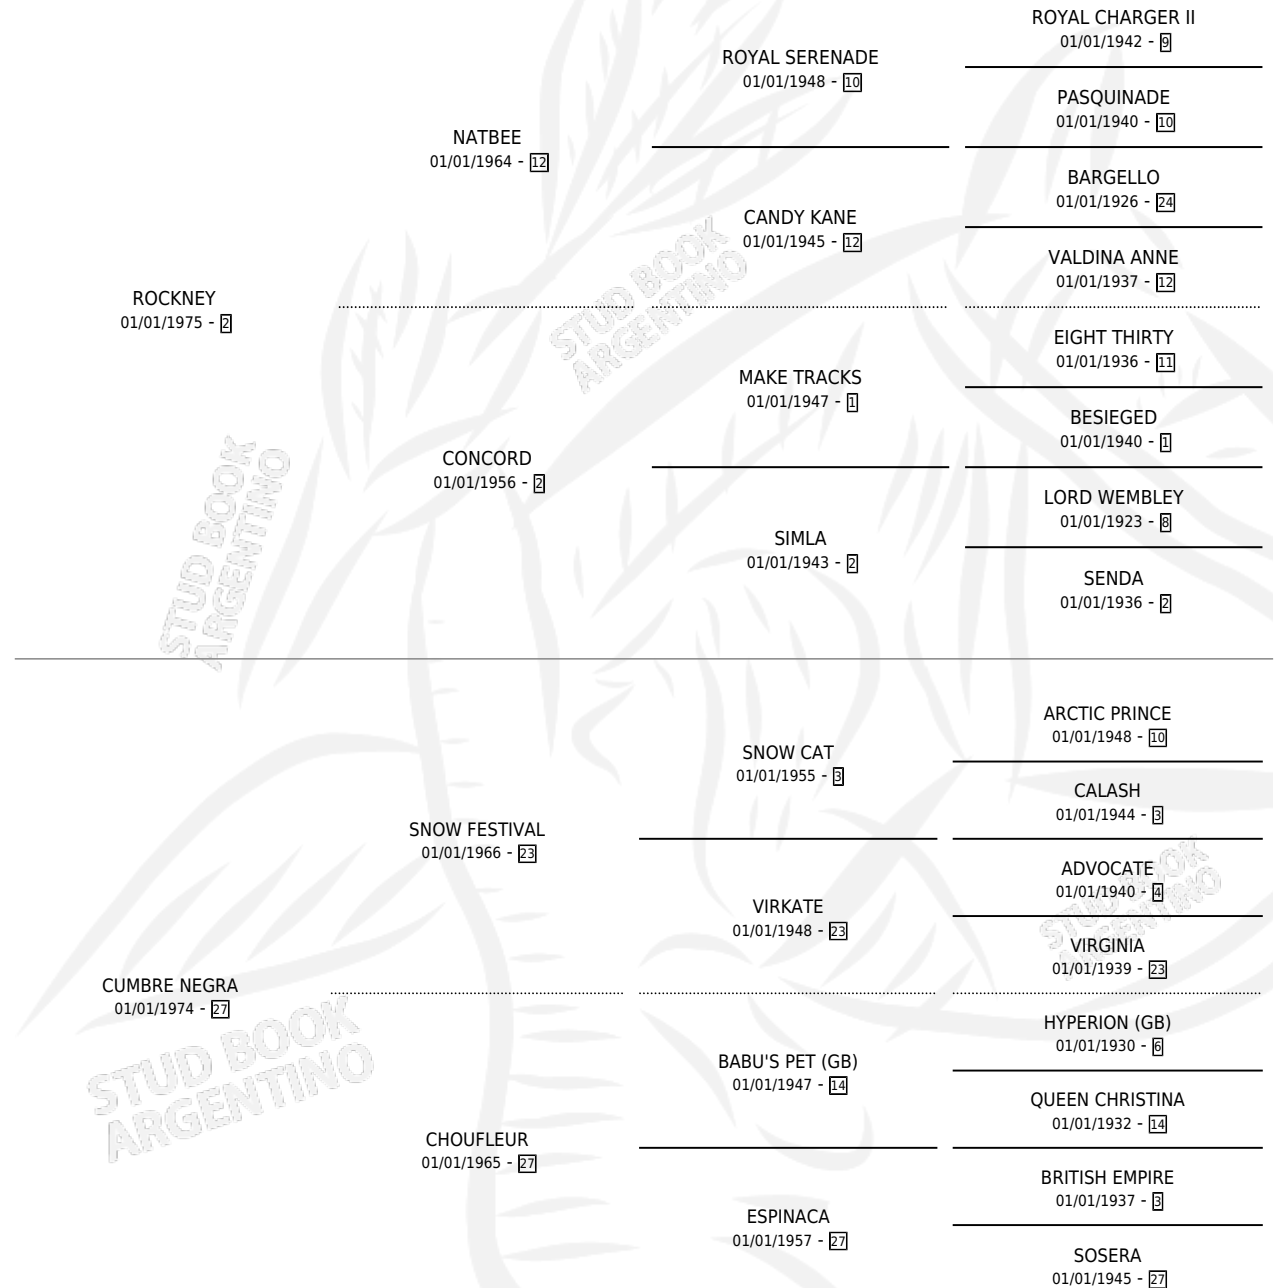 ROYAL CHARGER II
01/01/1942 - 9
ROYAL SERENADE
01/01/1948 - 10
PASQUINADE
01/01/1940 - 10
NATBEE
01/01/1964 - 12
BARGELLO
01/01/1926 - 24
CANDY KANE
01/01/1945 - 12
VALDINA ANNE
01/01/1937 - 12
ROCKNEY
01/01/1975 - 2
EIGHT THIRTY
01/01/1936 - 11
MAKE TRACKS
01/01/1947 - 1
BESIEGED
01/01/1940 - 1
CONCORD
01/01/1956 - 2
LORD WEMBLEY
01/01/1923 - 8
SIMLA
01/01/1943 - 2
SENDA
01/01/1936 - 2
ARCTIC PRINCE
01/01/1948 - 10
SNOW CAT
01/01/1955 - 3
CALASH
01/01/1944 - 3
SNOW FESTIVAL
01/01/1966 - 23
ADVOCATE
01/01/1940 - 4
VIRKATE
01/01/1948 - 23
VIRGINIA
01/01/1939 - 23
CUMBRE NEGRA
01/01/1974 - 27
HYPERION (GB)
01/01/1930 - 6
BABU'S PET (GB)
01/01/1947 - 14
QUEEN CHRISTINA
01/01/1932 - 14
CHOUFLEUR
01/01/1965 - 27
BRITISH EMPIRE
01/01/1937 - 3
ESPINACA
01/01/1957 - 27
SOSERA
01/01/1945 - 27
STUD BOOK
ARGENTINO
STUD BOOK
ARGENTINO
STUD BOOK
ARGENTINO
STUD BOOK
ARGENTINO